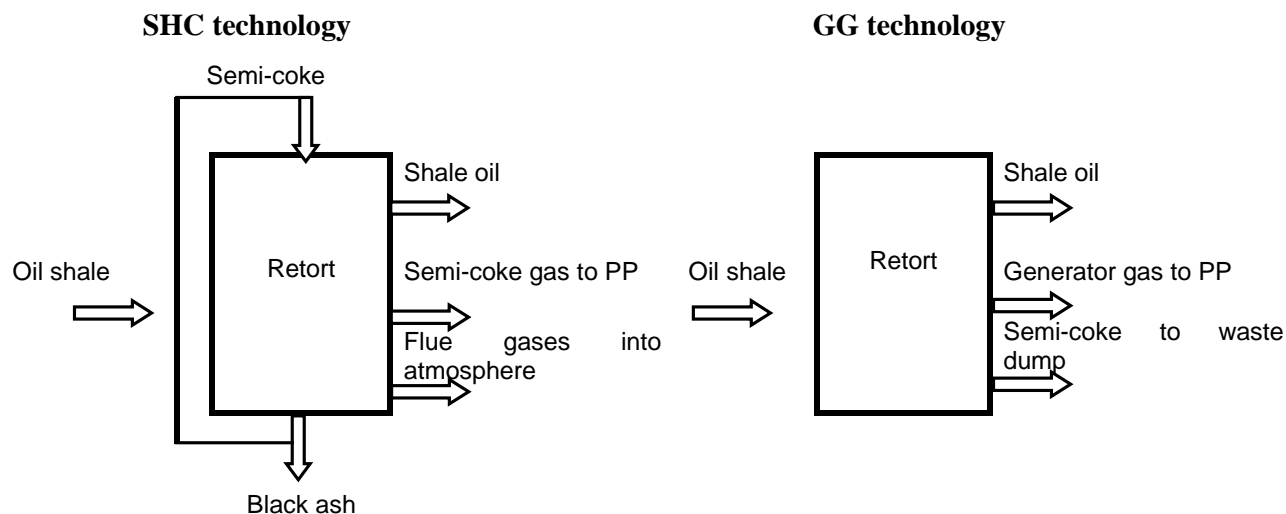 SHC technology
Semi-coke
Oil shale
Retort
Shale oil
Semi-coke gas to PP
Flue gases into
atmosphere
Black ash
GG technology
Oil shale
Retort
Shale oil
Generator gas to PP
Semi-coke to waste
dump